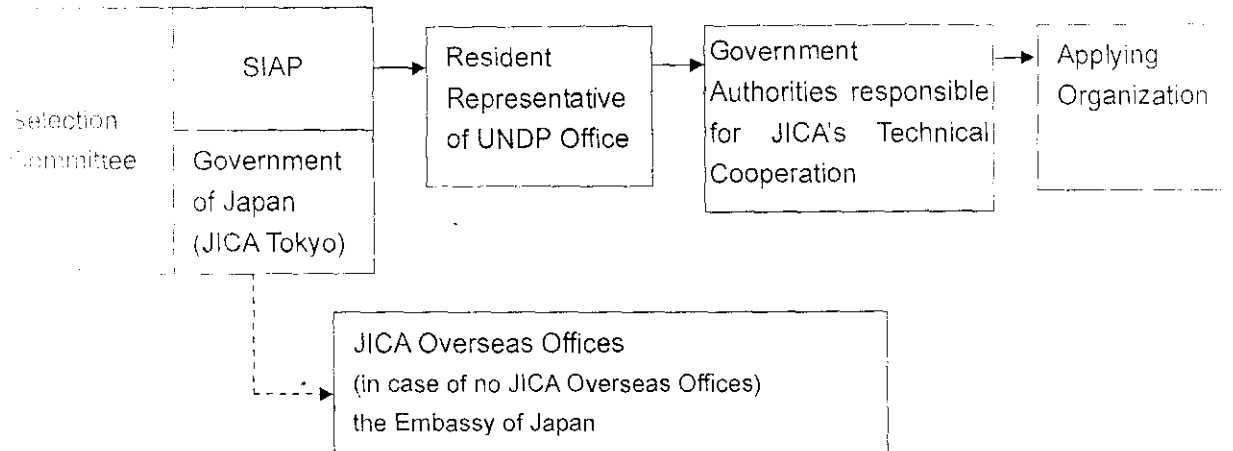 Selection
Committee
SIAP
Government
of Japan
(JICA Tokyo)
Resident
Representative
of UNDP Office
Government
Authorities responsible
for JICA's Technical
Cooperation
Applying
Organization
JICA Overseas Offices
(in case of no JICA Overseas Offices)
the Embassy of Japan